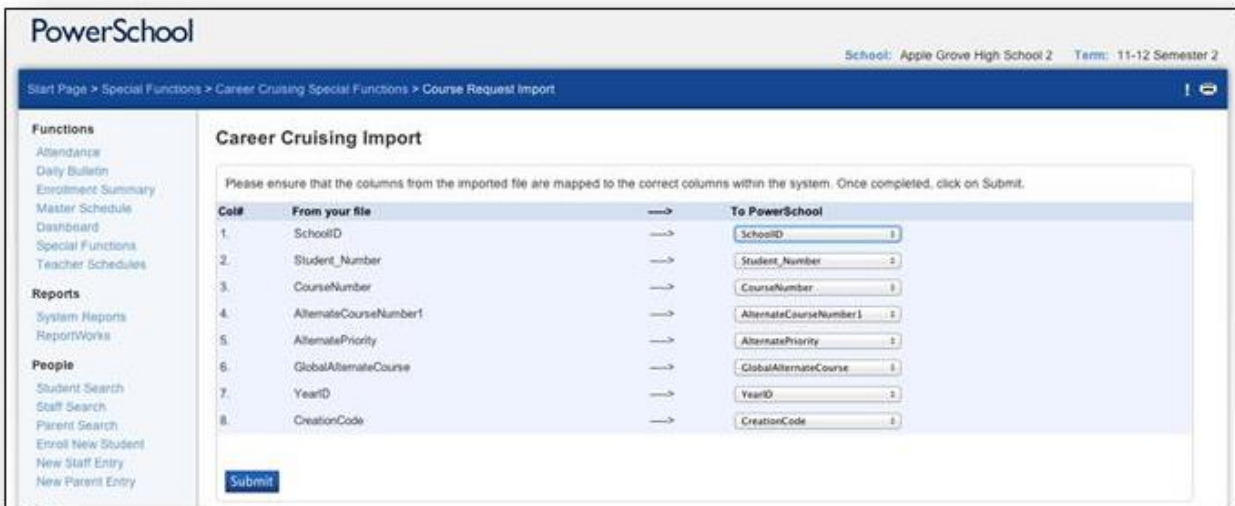 PowerSchool
School: Apple Grove High School 2 Term: 11-12 Semester 2
Start Page > Special Functions > Career Cruising Special Functions > Course Request Import
!
Functions
Attendance
Daily Bulletin
Enrollment Summary
Master Schedule
Dashboard
Special Functions
Teacher Schedules
Reports
System Reports
ReportWorks
People
Student Search
Staff Search
Parent Search
Enroll New Student
New Staff Entry
New Parent Entry
Career Cruising Import
Please ensure that the columns from the imported file are mapped to the correct columns within the system. Once completed, click on Submit.
Col# From your file ----> To PowerSchool
1. SchoolID ----> SchoolID
2. Student_Number ----> Student_Number
3. CourseNumber ----> CourseNumber
4. AlternateCourseNumber1 ----> AlternateCourseNumber1
5. AlternatePriority ----> AlternatePriority
6. GlobalAlternateCourse ----> GlobalAlternateCourse
7. YearID ----> YearID
8. CreationCode ----> CreationCode
Submit